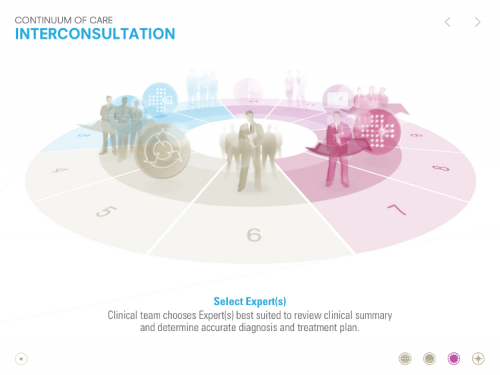 CONTINUUM OF CARE
INTERCONSULTATION
3
4
5
6
7
8
9
Select Expert(s)
Clinical team chooses Expert(s) best suited to review clinical summary
and determine accurate diagnosis and treatment plan.